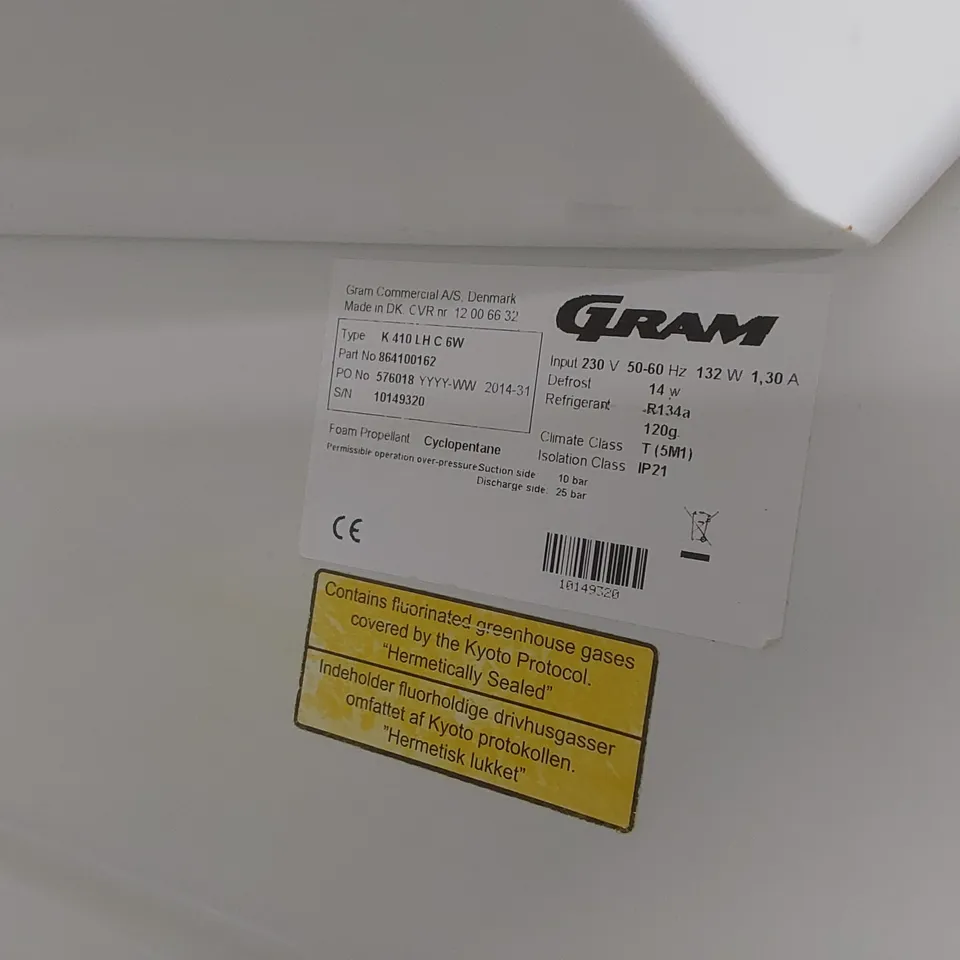 Gram Commercial A/S, Denmark
Made in DK. CVR nr 12 00 66 32
Type K 410 LH C 6W
Part No 864100162
PO No 576018 YYYY-WW 2014-31
S/N 10149320
Foam Propellant Cyclopentane
Permissible operation over-pressure Suction side 10 bar
Discharge side. 25 bar
CE
GRAM
Input 230 V 50-60 Hz 132 W 1,30 A
Defrost 14 w
Refrigerant R134a
120g
Climate Class T (5M1)
Isolation Class IP21
10149320
Contains fluorinated greenhouse gases
covered by the Kyoto Protocol.
"Hermetically Sealed"
Indeholder fluorholdige drivhusgasser
omfattet af Kyoto protokollen.
"Hermetisk lukket"